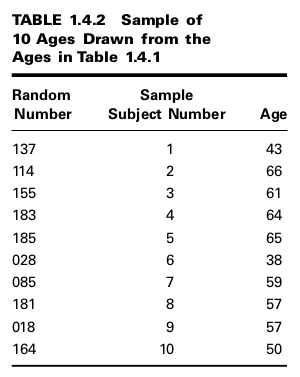 TABLE 1.4.2 Sample of
10 Ages Drawn from the
Ages in Table 1.4.1
Random Sample
Number Subject Number Age
137 1 43
114 2 66
155 3 61
183 4 64
185 5 65
028 6 38
085 7 59
181 8 57
018 9 57
164 10 50